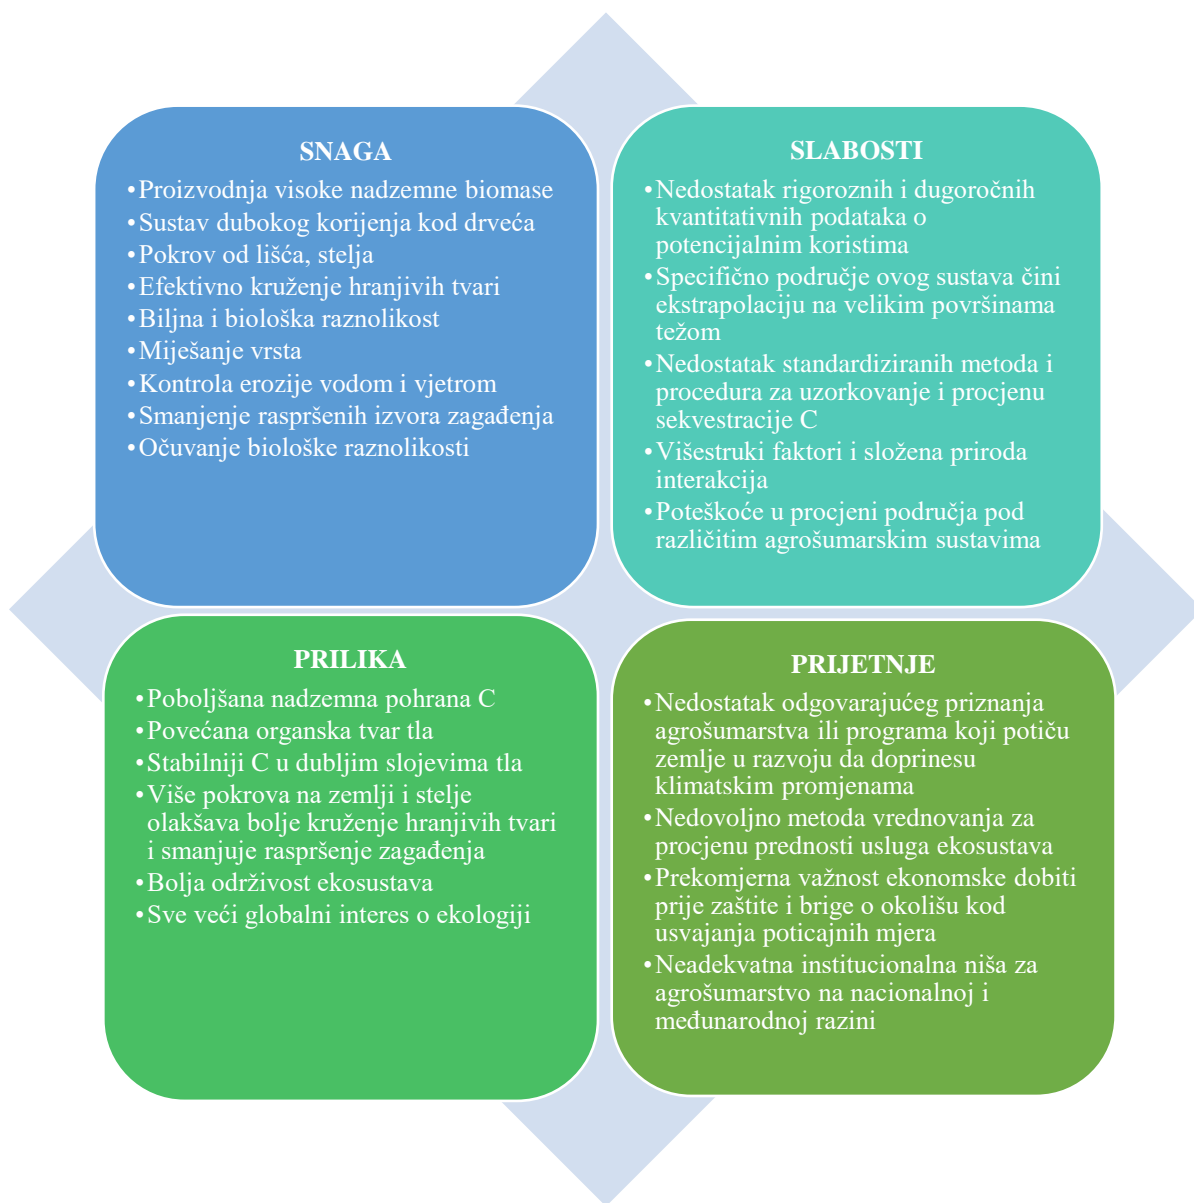 SNAGA
•Proizvodnja visoke nadzemne biomase
•Sustav dubokog korijenja kod drveća
•Pokrov od lišća, stelja
•Efektivno kruženje hranjivih tvari
•Biljna i biološka raznolikost
•Miješanje vrsta
•Kontrola erozije vodom i vjetrom
•Smanjenje raspršenih izvora zagađenja
•Očuvanje biološke raznolikosti
SLABOSTI
•Nedostatak rigoroznih i dugoročnih
kvantitativnih podataka o
potencijalnim koristima
•Specifično područje ovog sustava čini
ekstrapolaciju na velikim površinama
težom
•Nedostatak standardiziranih metoda i
procedura za uzorkovanje i procjenu
sekvestracije C
•Višestruki faktori i složena priroda
interakcija
•Poteškoće u procjeni područja pod
različitim agrošumarskim sustavima
PRILIKA
•Poboljšana nadzemna pohrana C
•Povećana organska tvar tla
•Stabilniji C u dubljim slojevima tla
•Više pokrova na zemlji i stelje
olakšava bolje kruženje hranjivih tvari
i smanjuje raspršenje zagađenja
•Bolja održivost ekosustava
•Sve veći globalni interes o ekologiji
PRIJETNJE
•Nedostatak odgovarajućeg priznanja
agrošumarstva ili programa koji potiču
zemlje u razvoju da doprinesu
klimatskim promjenama
•Nedovoljno metoda vrednovanja za
procjenu prednosti usluga ekosustava
•Prekomjerna važnost ekonomske dobiti
prije zaštite i brige o okolišu kod
usvajanja poticajnih mjera
•Neadekvatna institucionalna niša za
agrošumarstvo na nacionalnoj i
međunarodnoj razini